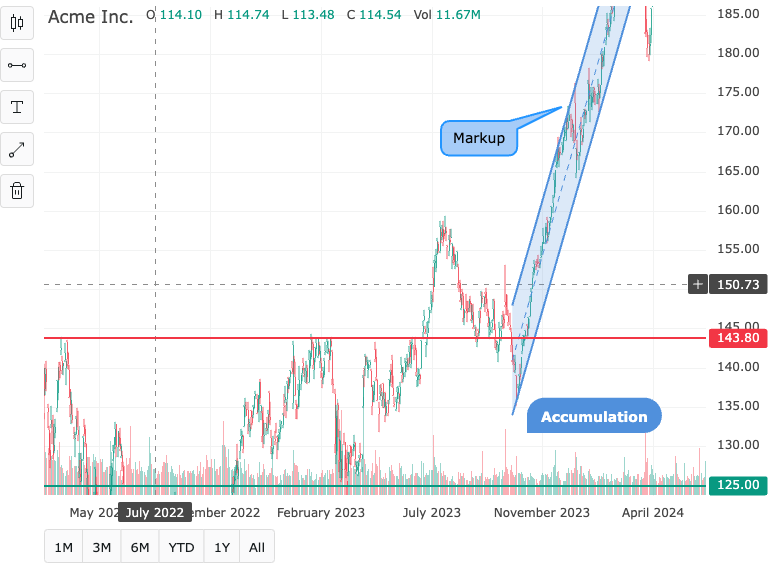 Acme Inc. O 114.10 H 114.74 L 113.48 C 114.54 Vol 11.67M
185.00
180.00
175.00
T
170.00
Markup
165.00
160.00
155.00
150.73
145.00
143.80
140.00
135.00
Accumulation
130.00
125.00
May 202 July 2022 ember 2022 February 2023 July 2023 November 2023 April 2024
1M 3M 6M YTD 1Y All